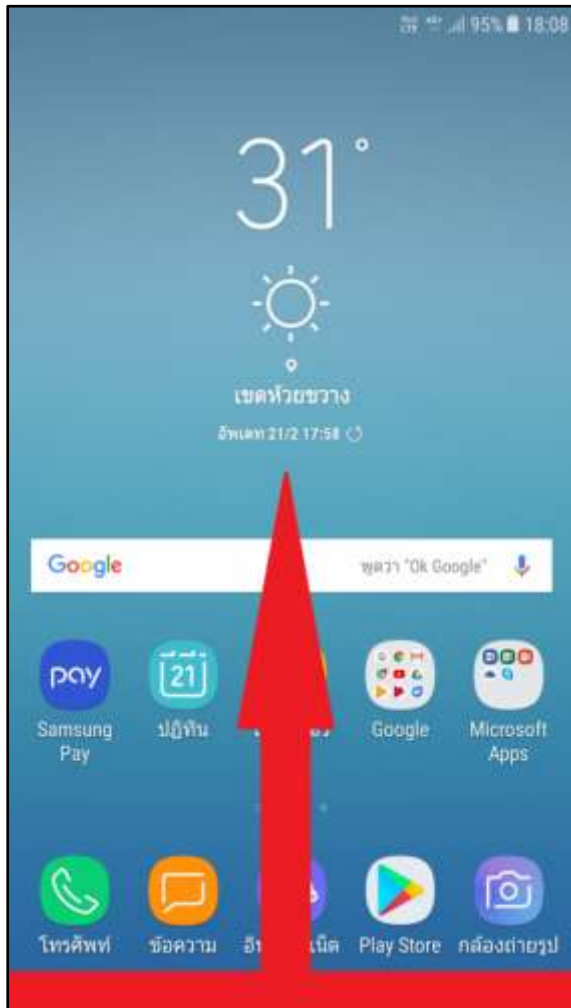 95% 18:08
31°
เขตห้วยขวาง
อัพเดท 21/2 17:58
Google พูดว่า "Ok Google"
pay 21
Samsung Pay ปฏิทิน Google Microsoft Apps
โทรศัพท์ ข้อความ Play Store กล้องถ่ายรูป